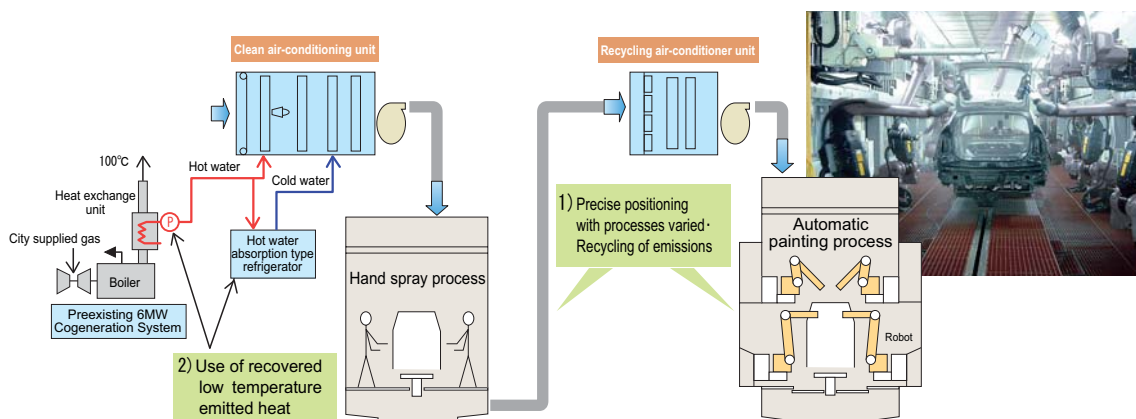 Clean air-conditioning unit
Recycling air-conditioner unit
100℃
Hot water
Heat exchange
unit
Cold water
P
City supplied gas
Boiler
Hot water
absorption type
refrigerator
Preexisting 6MW
Cogeneration System
2) Use of recovered
low temperature
emitted heat
Hand spray process
1) Precise positioning
with processes varied·
Recycling of emissions
Automatic
painting process
Robot